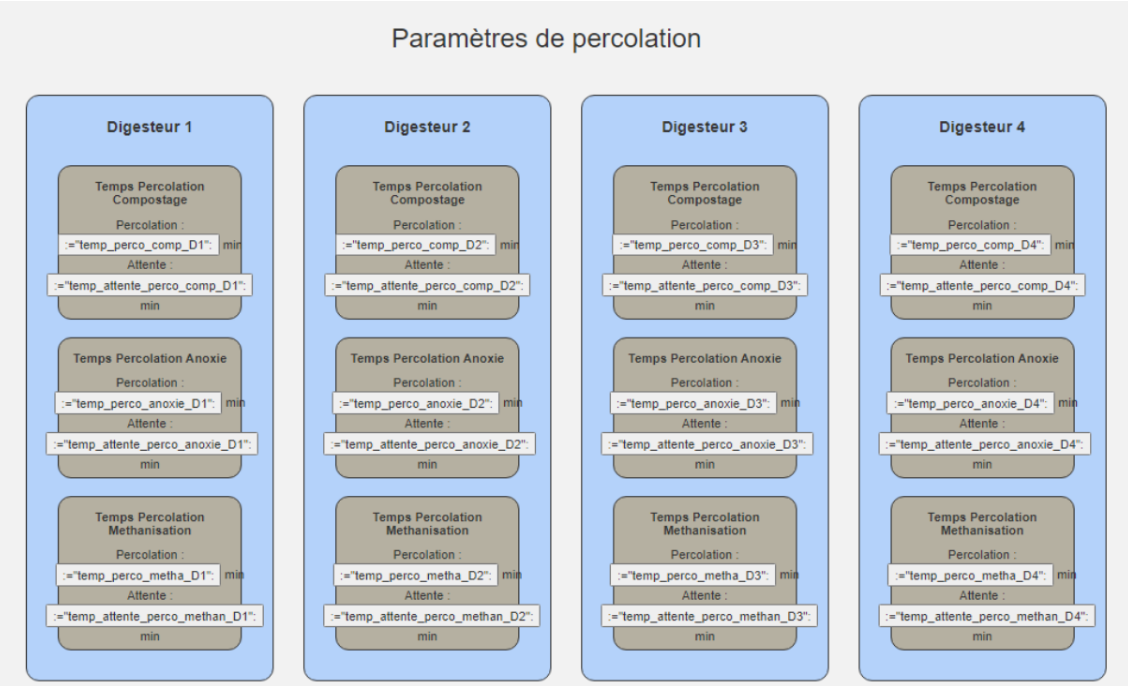 Paramètres de percolation
Digesteur 1
Temps Percolation
Compostage
Percolation :
:="temp_perco_comp_D1": min
Attente :
:="temp_attente_perco_comp_D1":
min
Temps Percolation Anoxie
Percolation :
:="temp_perco_anoxie_D1": min
Attente :
:="temp_attente_perco_anoxie_D1":
min
Temps Percolation
Methanisation
Percolation :
:="temp_perco_metha_D1": min
Attente :
:="temp_attente_perco_methan_D1":
min
Digesteur 2
Temps Percolation
Compostage
Percolation :
:="temp_perco_comp_D2": min
Attente :
:="temp_attente_perco_comp_D2":
min
Temps Percolation Anoxie
Percolation :
:="temp_perco_anoxie_D2": min
Attente :
:="temp_attente_perco_anoxie_D2":
min
Temps Percolation
Methanisation
Percolation :
:="temp_perco_metha_D2": min
Attente :
:="temp_attente_perco_methan_D2":
min
Digesteur 3
Temps Percolation
Compostage
Percolation :
:="temp_perco_comp_D3": min
Attente :
:="temp_attente_perco_comp_D3":
min
Temps Percolation Anoxie
Percolation :
:="temp_perco_anoxie_D3": min
Attente :
:="temp_attente_perco_anoxie_D3":
min
Temps Percolation
Methanisation
Percolation :
:="temp_perco_metha_D3": min
Attente :
:="temp_attente_perco_methan_D3":
min
Digesteur 4
Temps Percolation
Compostage
Percolation :
:="temp_perco_comp_D4": min
Attente :
:="temp_attente_perco_comp_D4":
min
Temps Percolation Anoxie
Percolation :
:="temp_perco_anoxie_D4": min
Attente :
:="temp_attente_perco_anoxie_D4":
min
Temps Percolation
Methanisation
Percolation :
:="temp_perco_metha_D4": min
Attente :
:="temp_attente_perco_methan_D4":
min